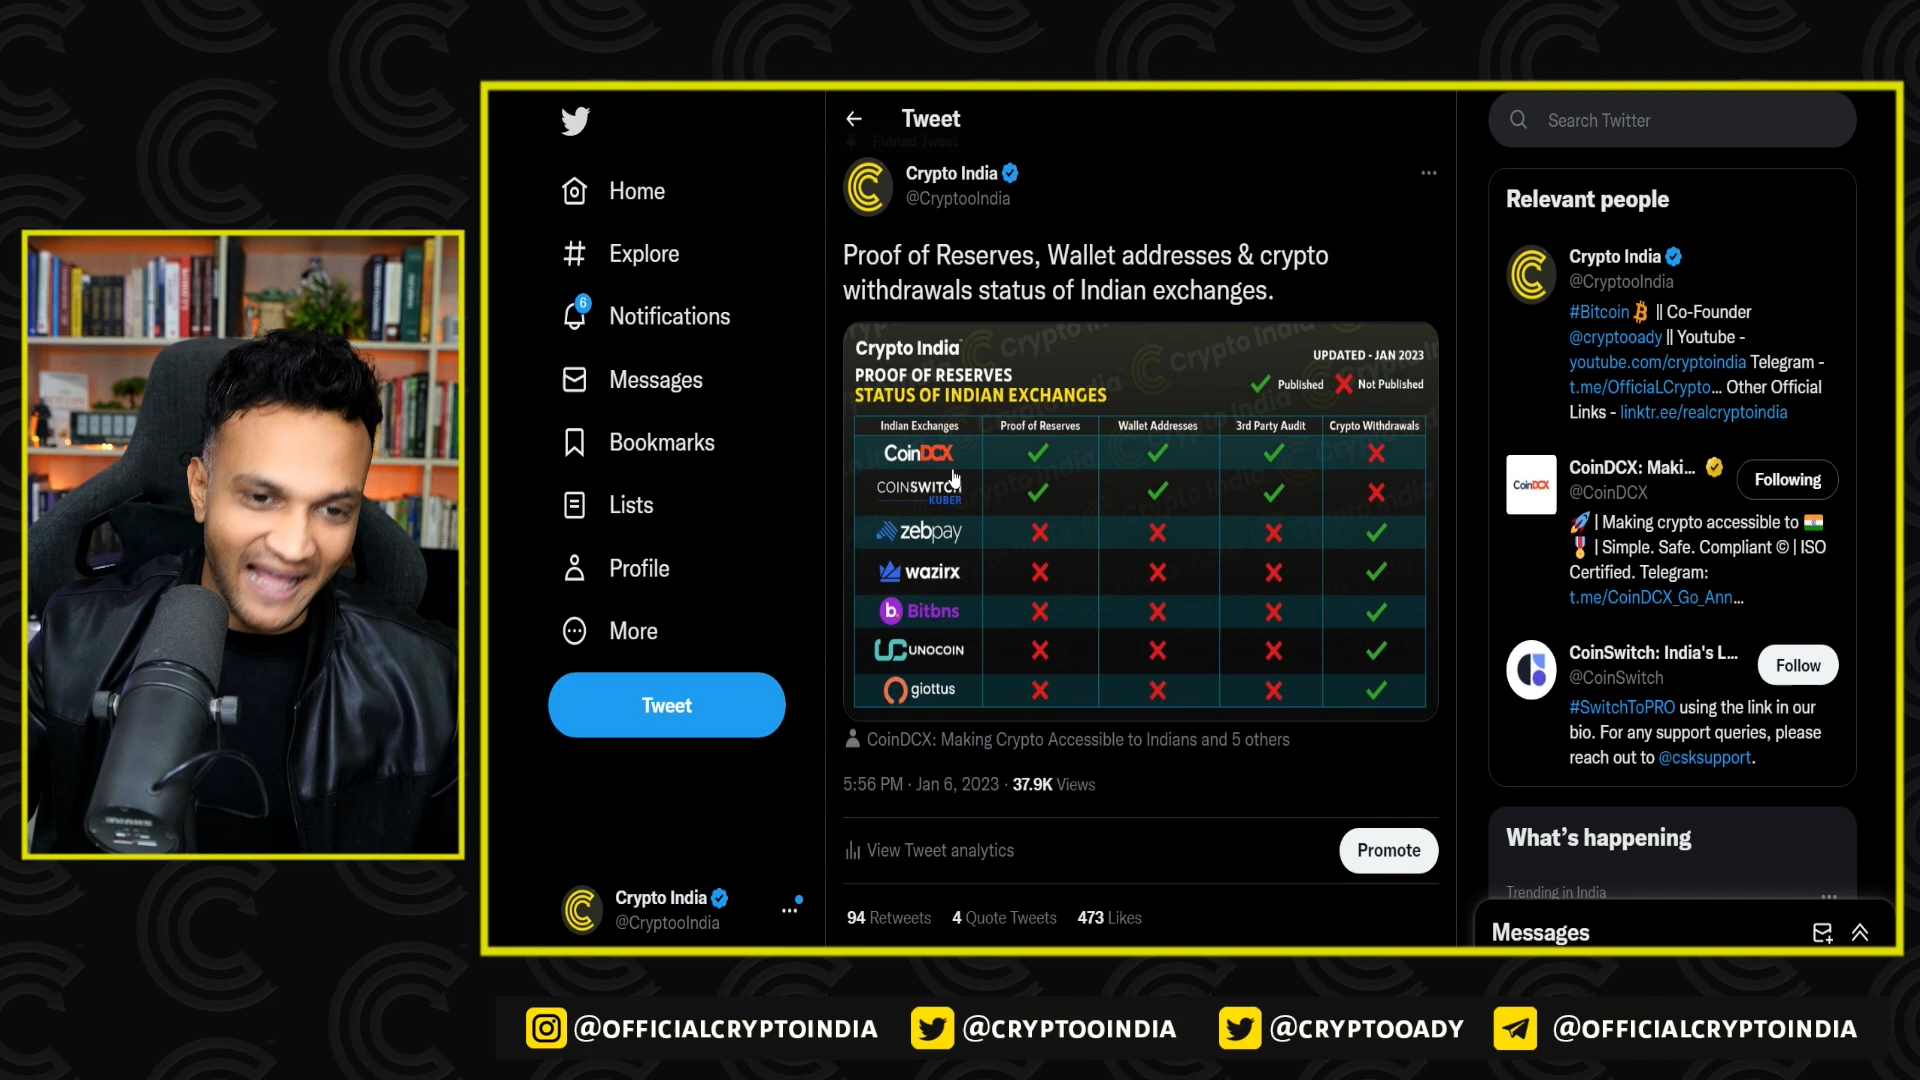 Tweet
Crypto India
@CryptooIndia
Proof of Reserves, Wallet addresses & crypto
withdrawals status of Indian exchanges.
Crypto India
UPDATED - JAN 2023
PROOF OF RESERVES
STATUS OF INDIAN EXCHANGES
Published
Not Published
Indian Exchanges
Proof of Reserves
Wallet Addresses
3rd Party Audit
Crypto Withdrawals
CoinDCX
COINSWITCH
KUBER
zebpay
wazirx
b. Bitbns
UNOCOIN
giottus
CoinDCX: Making Crypto Accessible to Indians and 5 others
5:56 PM · Jan 6, 2023 · 37.9K Views
View Tweet analytics
Promote
94 Retweets 4 Quote Tweets 473 Likes
Home
Explore
6
Notifications
Messages
Bookmarks
Lists
Profile
More
Tweet
Crypto India
@CryptooIndia
Search Twitter
Relevant people
Crypto India
@CryptooIndia
#Bitcoin || Co-Founder
@cryptooady || Youtube -
youtube.com/cryptoindia Telegram -
t.me/OfficiaLCrypto… Other Official
Links - linktr.ee/realcryptoindia
CoinDCX
CoinDCX: Maki...
@CoinDCX
Following
🚀 | Making crypto accessible to 🇮🇳
🎖 | Simple. Safe. Compliant © | ISO
Certified. Telegram:
t.me/CoinDCX_Go_Ann…
CoinSwitch: India's L...
@CoinSwitch
Follow
#SwitchToPRO using the link in our
bio. For any support queries, please
reach out to @csksupport.
What's happening
Trending in India
Messages
@OFFICIALCRYPTOINDIA
@CRYPTOOINDIA
@CRYPTOOADY
@OFFICIALCRYPTOINDIA